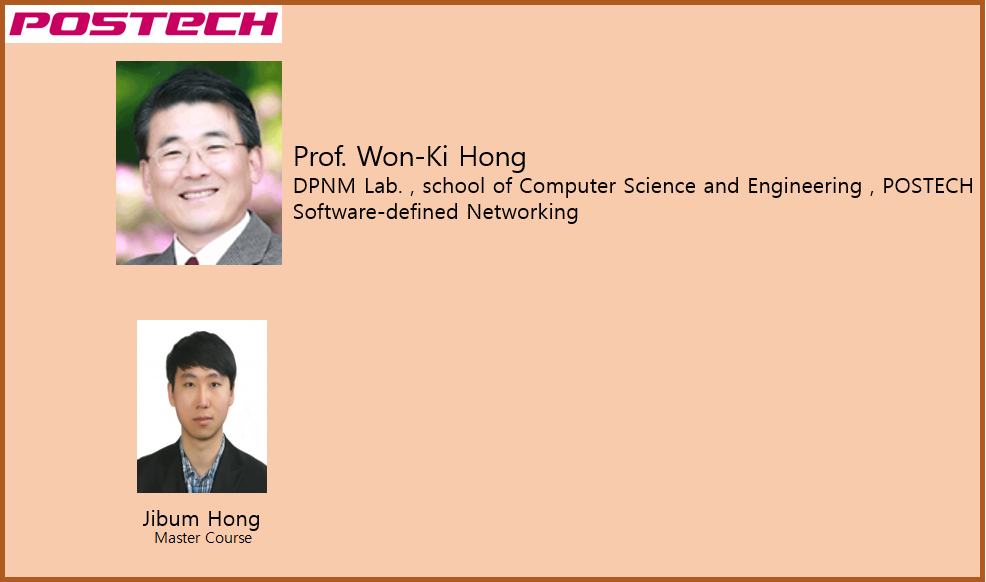 POSTECH
Prof. Won-Ki Hong
DPNM Lab. , school of Computer Science and Engineering , POSTECH
Software-defined Networking
Jibum Hong
Master Course